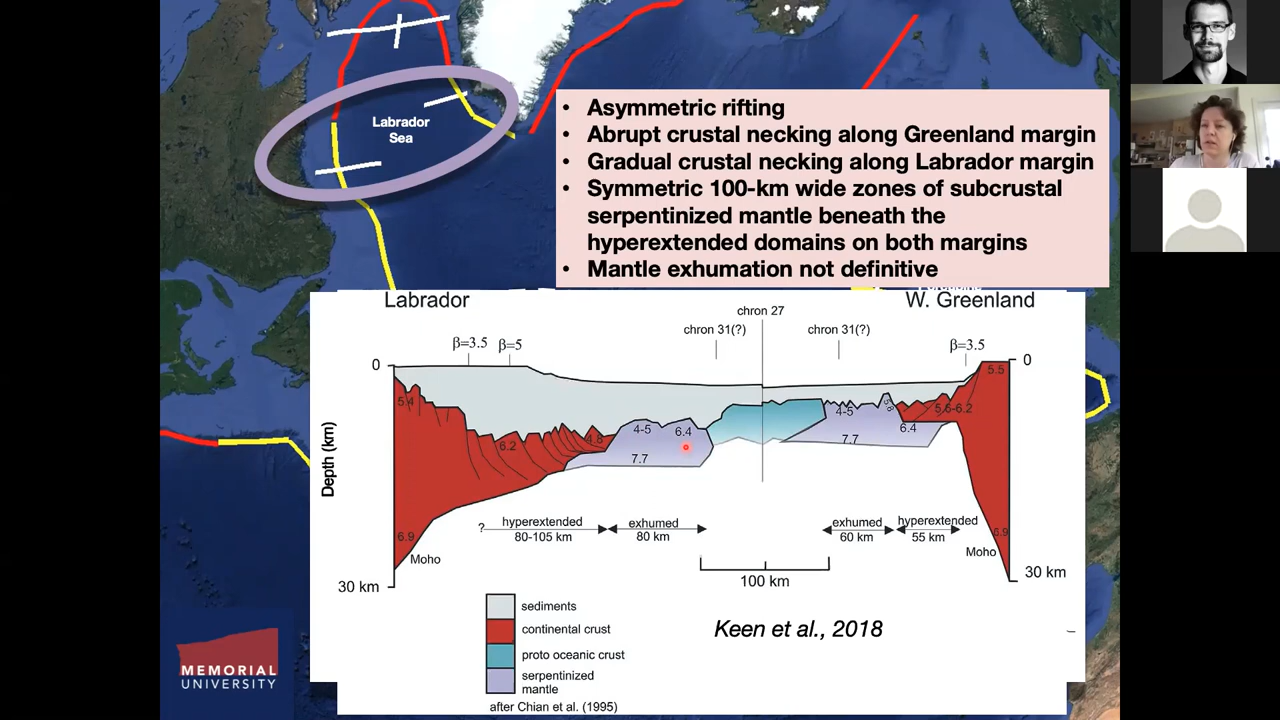 Labrador
Sea
• Asymmetric rifting
• Abrupt crustal necking along Greenland margin
• Gradual crustal necking along Labrador margin
• Symmetric 100-km wide zones of subcrustal
serpentinized mantle beneath the
hyperextended domains on both margins
• Mantle exhumation not definitive
Labrador
W. Greenland
chron 27
chron 31(?)
chron 31(?)
β=3.5
β=5
β=3.5
0
0
5.5
5.4
5.6-6.2
4-5
6.4
4-5
6.4
6.2
4.8
7.7
7.7
Depth (km)
? hyperextended
80-105 km
exhumed
80 km
exhumed
60 km
hyperextended
55 km
6.9
6.9
Moho
Moho
30 km
30 km
100 km
sediments
continental crust
proto oceanic crust
serpentinized
mantle
Keen et al., 2018
after Chian et al. (1995)
MEMORIAL
UNIVERSITY